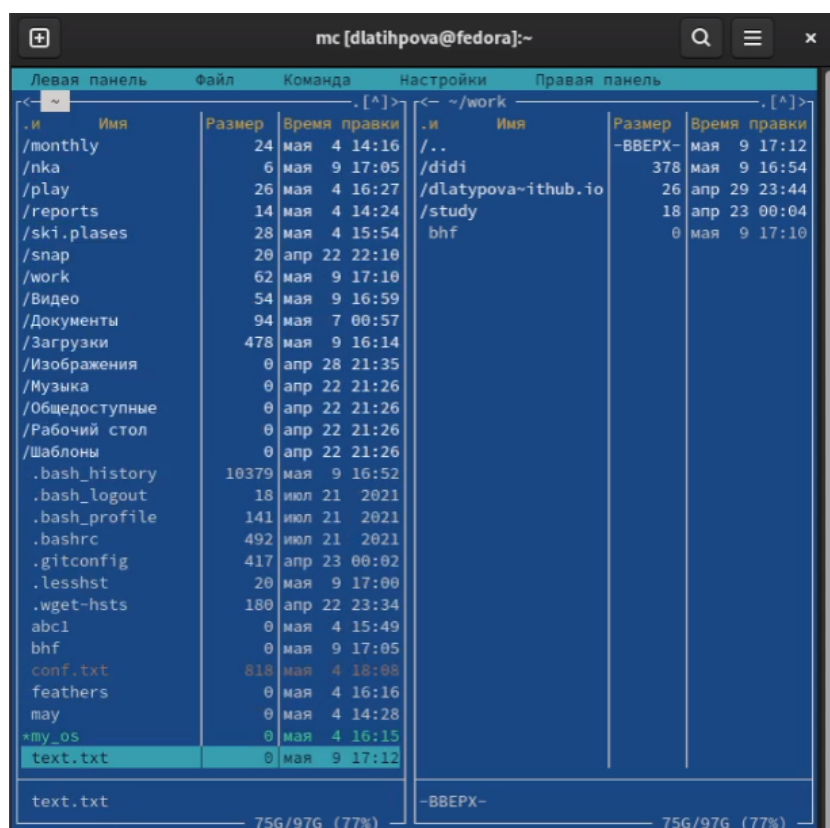 mc [dlatihpova@fedora]:~
Левая панель Файл Команда Настройки Правая панель
<— ~ .[^]>
.и Имя Размер Время правки
/monthly 24 мая 4 14:16
/nka 6 мая 9 17:05
/play 26 мая 4 16:27
/reports 14 мая 4 14:24
/ski.plases 28 мая 4 15:54
/snap 20 апр 22 22:10
/work 62 мая 9 17:10
/Видео 54 мая 9 16:59
/Документы 94 мая 7 00:57
/Загрузки 478 мая 9 16:14
/Изображения 0 апр 28 21:35
/Музыка 0 апр 22 21:26
/Общедоступные 0 апр 22 21:26
/Рабочий стол 0 апр 22 21:26
/Шаблоны 0 апр 22 21:26
.bash_history 10379 мая 9 16:52
.bash_logout 18 июл 21 2021
.bash_profile 141 июл 21 2021
.bashrc 492 июл 21 2021
.gitconfig 417 апр 23 00:02
.lesshst 20 мая 9 17:00
.wget-hsts 180 апр 22 23:34
abc1 0 мая 4 15:49
bhf 0 мая 9 17:05
conf.txt 818 мая 4 18:08
feathers 0 мая 4 16:16
may 0 мая 4 14:28
*my_os 0 мая 4 16:15
text.txt 0 мая 9 17:12
text.txt
75G/97G (77%)
<— ~/work .[^]>
.и Имя Размер Время правки
/.. -ВВЕРХ- мая 9 17:12
/didi 378 мая 9 16:54
/dlatypova~ithub.io 26 апр 29 23:44
/study 18 апр 23 00:04
bhf 0 мая 9 17:10
-ВВЕРХ-
75G/97G (77%)